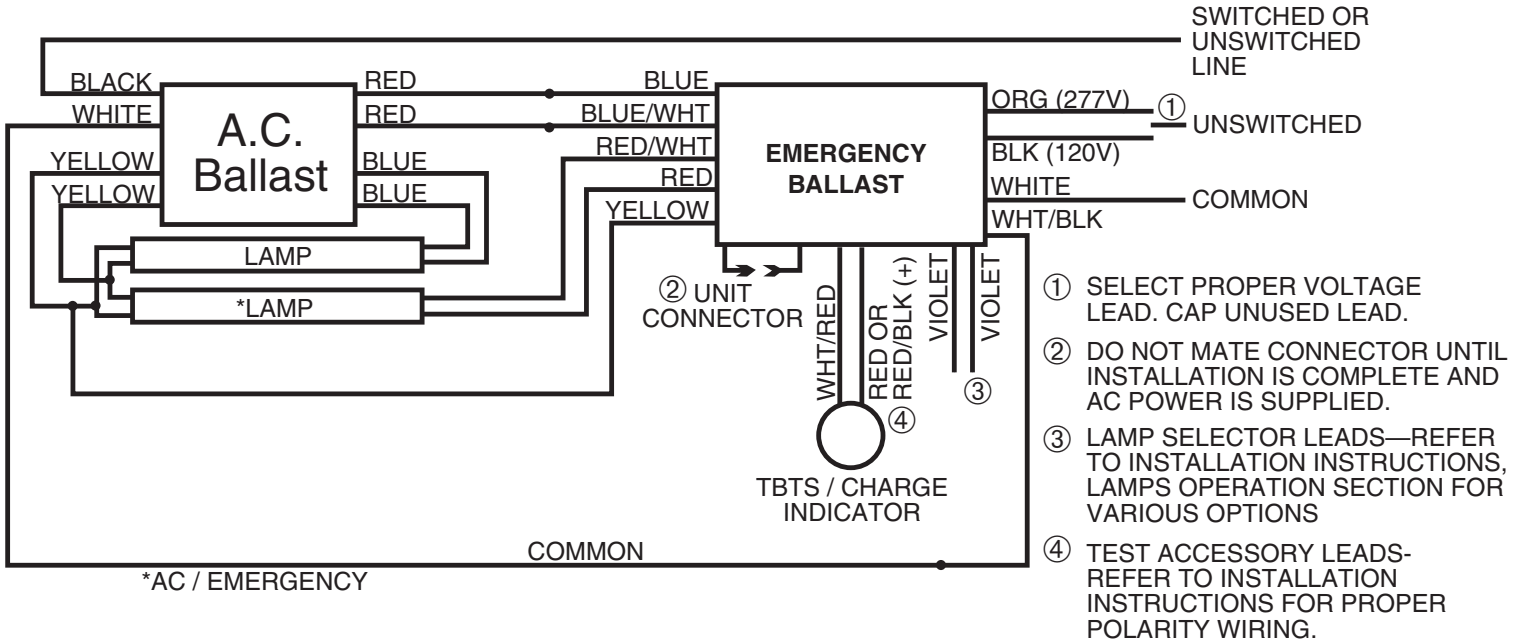 SWITCHED OR
UNSWITCHED
LINE
BLACK
WHITE
YELLOW
YELLOW
A.C.
Ballast
RED
RED
BLUE
BLUE
LAMP
*LAMP
BLUE
BLUE/WHT
RED/WHT
RED
YELLOW
EMERGENCY
BALLAST
ORG (277V)
① UNSWITCHED
BLK (120V)
WHITE
COMMON
WHT/BLK
② UNIT
CONNECTOR
WHT/RED
RED OR
RED/BLK (+)
VIOLET
VIOLET
③
④
TBTS / CHARGE
INDICATOR
COMMON
*AC / EMERGENCY
① SELECT PROPER VOLTAGE
LEAD. CAP UNUSED LEAD.
② DO NOT MATE CONNECTOR UNTIL
INSTALLATION IS COMPLETE AND
AC POWER IS SUPPLIED.
③ LAMP SELECTOR LEADS—REFER
TO INSTALLATION INSTRUCTIONS,
LAMPS OPERATION SECTION FOR
VARIOUS OPTIONS
④ TEST ACCESSORY LEADS-
REFER TO INSTALLATION
INSTRUCTIONS FOR PROPER
POLARITY WIRING.